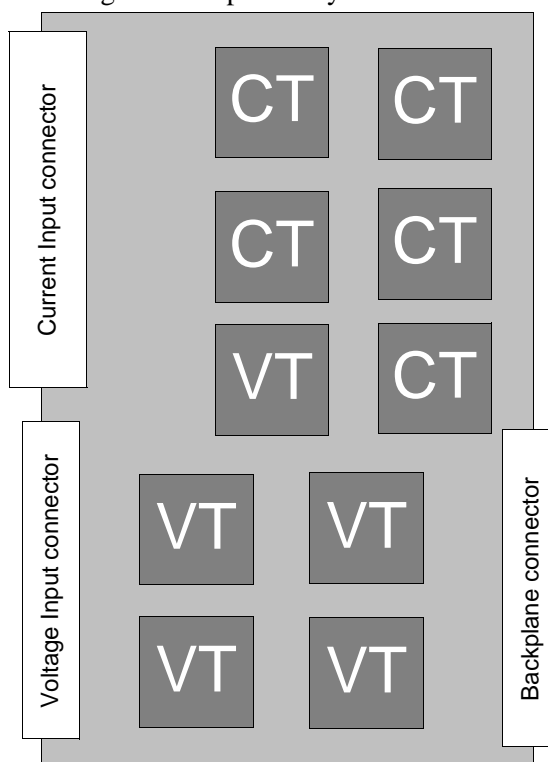 Current Input connector
CT CT
CT CT
VT CT
VT VT
VT VT
Voltage Input connector
Backplane connector